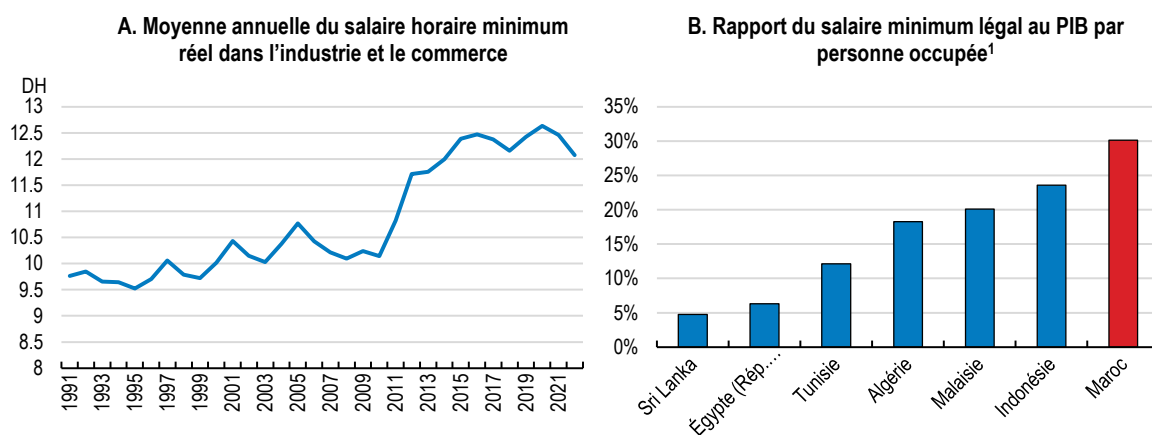 A. Moyenne annuelle du salaire horaire minimum
réel dans l'industrie et le commerce
DH
13
12.5
12
11.5
11
10.5
10
9.5
9
8.5
8
1991
1993
1995
1997
1999
2001
2003
2005
2007
2009
2011
2013
2015
2017
2019
2021
B. Rapport du salaire minimum légal au PIB par
personne occupée¹
35%
30%
25%
20%
15%
10%
5%
0%
Sri Lanka
Égypte (Rép....
Tunisie
Algérie
Malaisie
Indonésie
Maroc